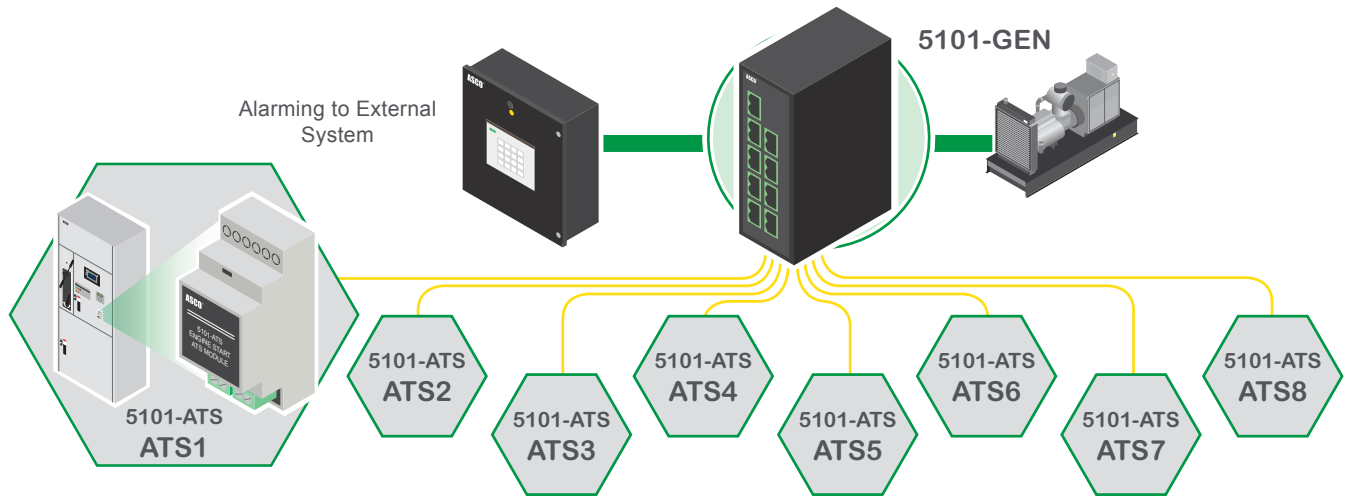 5101-GEN
Alarming to External
System
ASCO
ASCO
ASCO
5101-ATS
ENGINE START
ATS MODULE
5101-ATS
ATS1
5101-ATS
ATS2
5101-ATS
ATS3
5101-ATS
ATS4
5101-ATS
ATS5
5101-ATS
ATS6
5101-ATS
ATS7
5101-ATS
ATS8